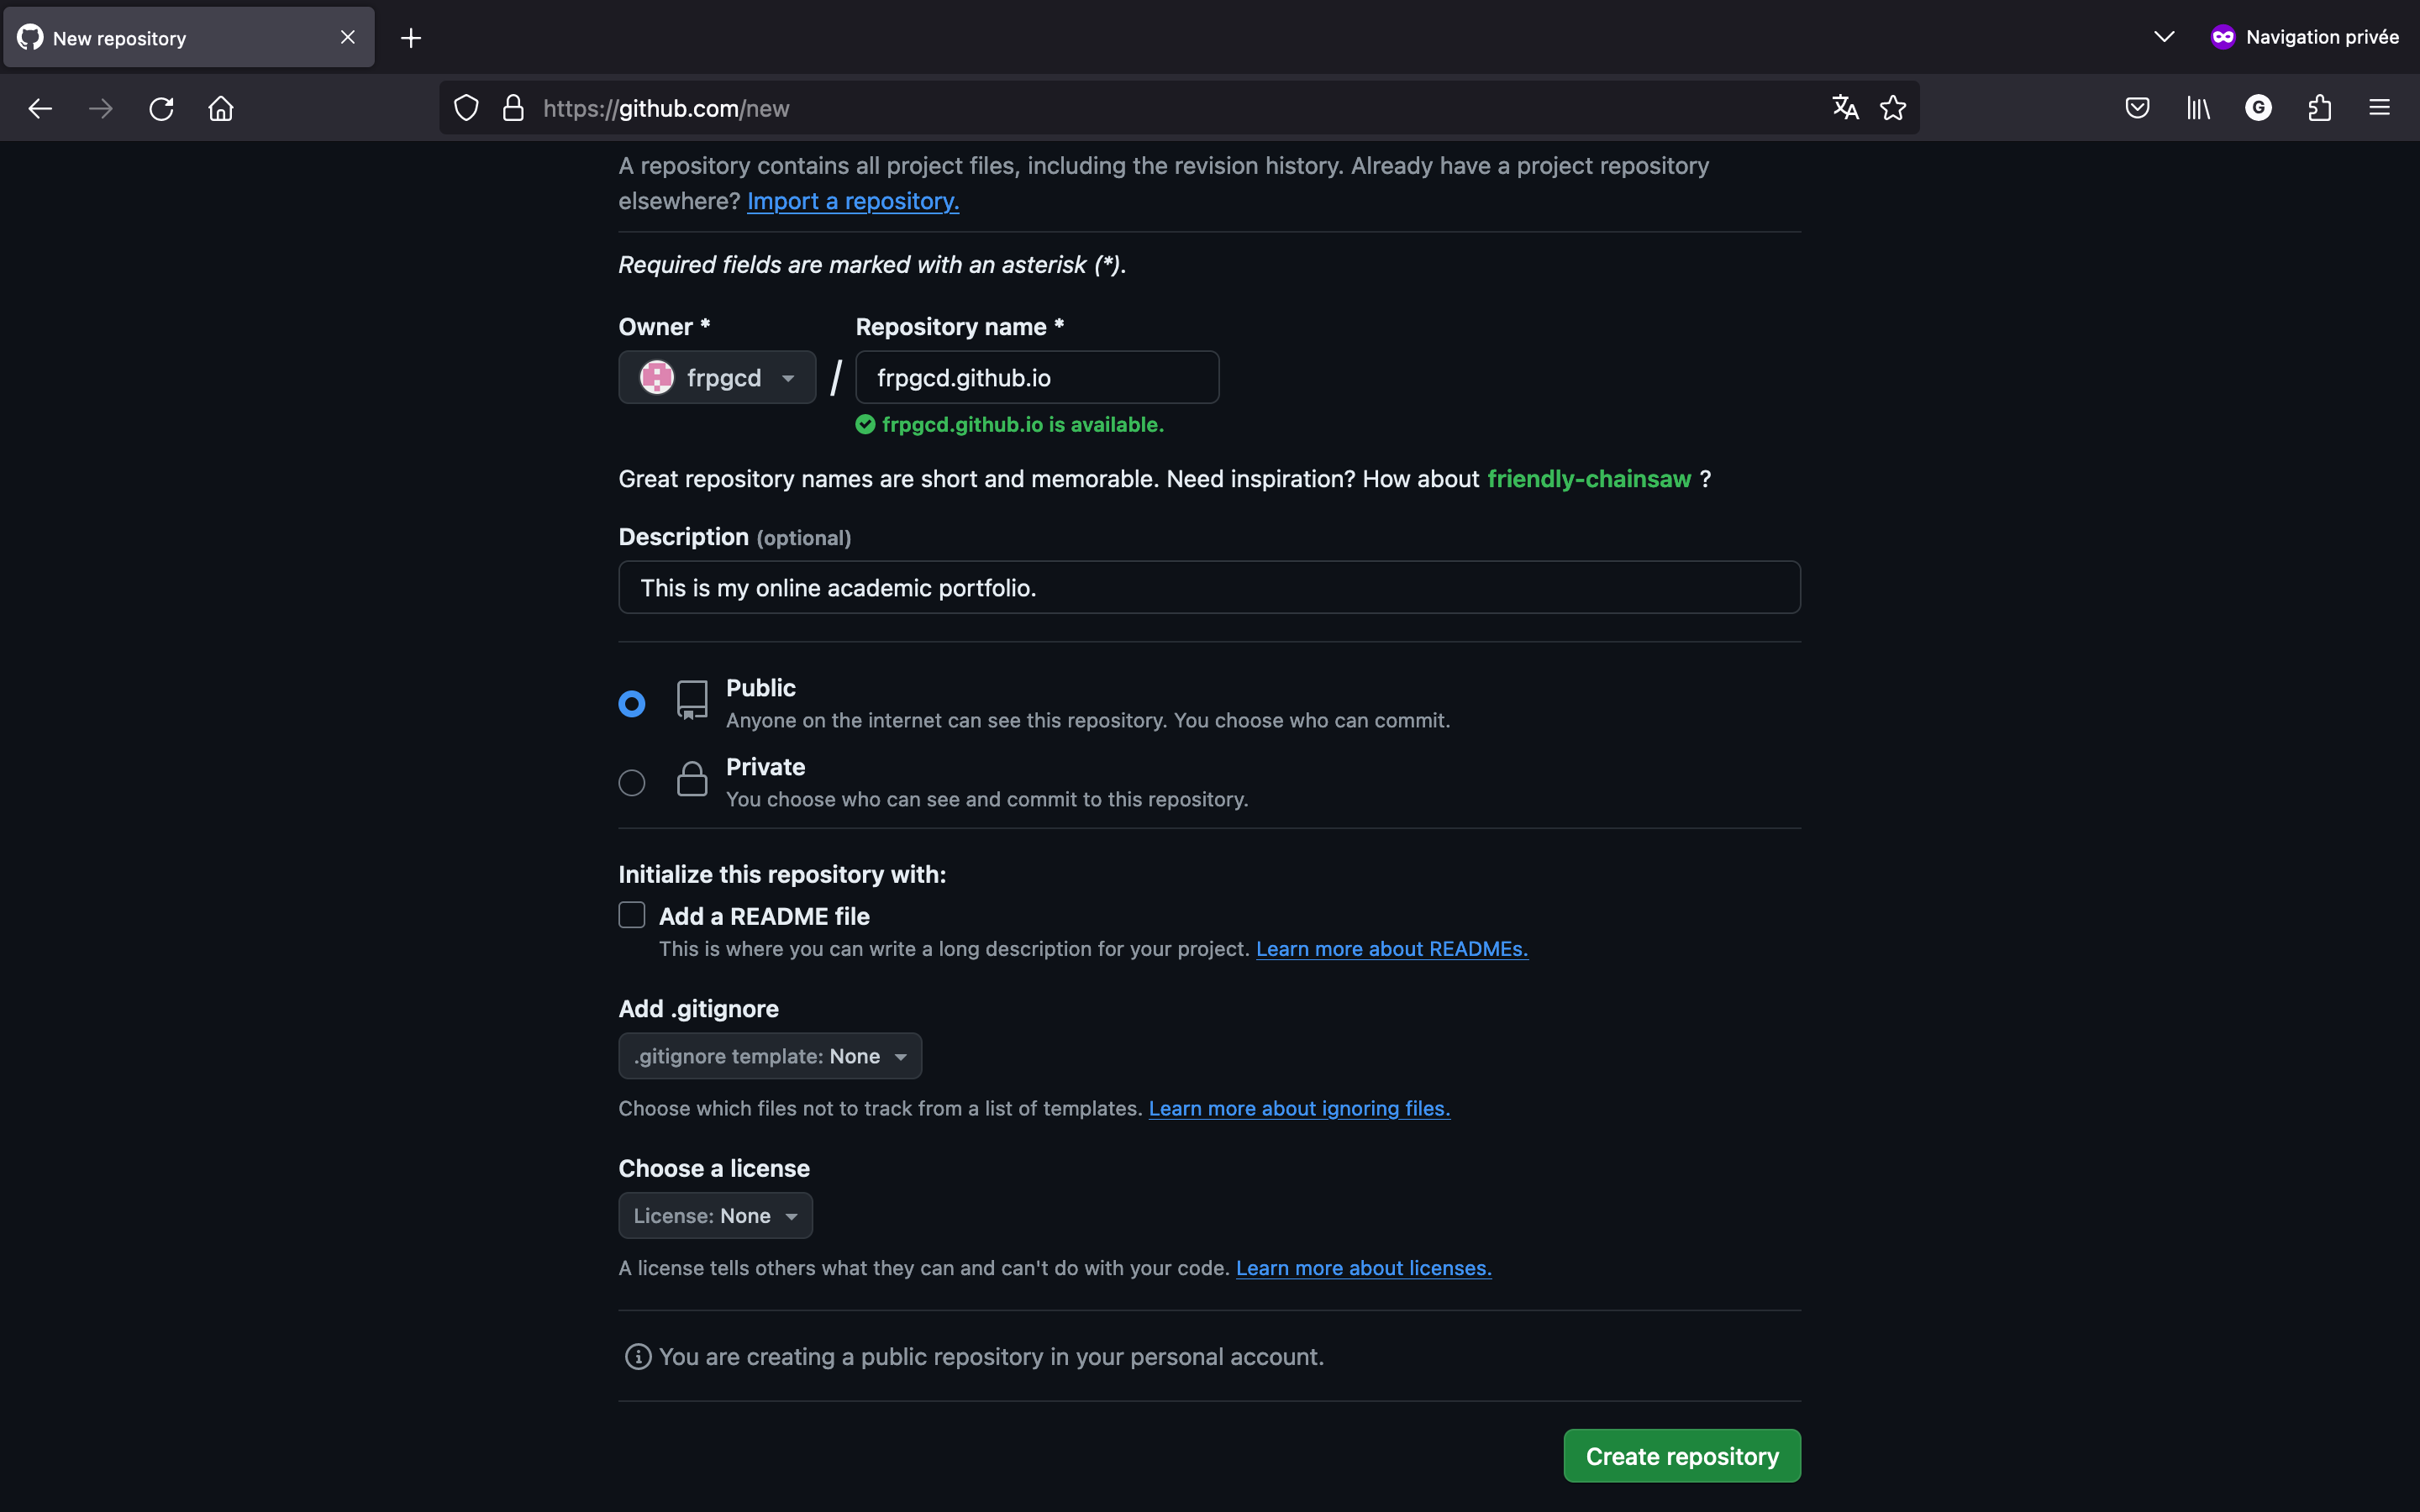 New repository
Navigation privée
https://github.com/new
A repository contains all project files, including the revision history. Already have a project repository
elsewhere? Import a repository.
Required fields are marked with an asterisk (*).
Owner *
Repository name *
frpgcd
/
frpgcd.github.io
frpgcd.github.io is available.
Great repository names are short and memorable. Need inspiration? How about friendly-chainsaw ?
Description (optional)
This is my online academic portfolio.
Public
Anyone on the internet can see this repository. You choose who can commit.
Private
You choose who can see and commit to this repository.
Initialize this repository with:
Add a README file
This is where you can write a long description for your project. Learn more about READMEs.
Add .gitignore
.gitignore template: None
Choose which files not to track from a list of templates. Learn more about ignoring files.
Choose a license
License: None
A license tells others what they can and can't do with your code. Learn more about licenses.
You are creating a public repository in your personal account.
Create repository